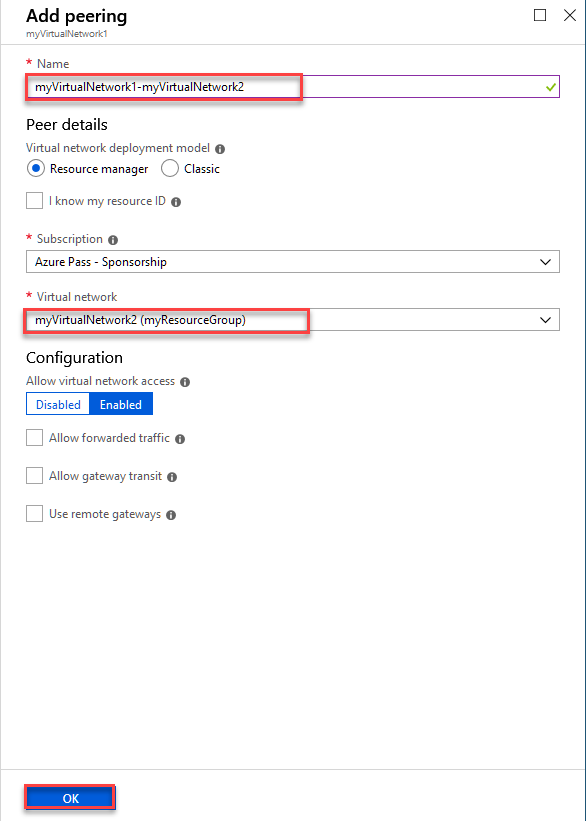 Add peering
myVirtualNetwork1
* Name
myVirtualNetwork1-myVirtualNetwork2
Peer details
Virtual network deployment model
Resource manager Classic
I know my resource ID
* Subscription
Azure Pass - Sponsorship
* Virtual network
myVirtualNetwork2 (myResourceGroup)
Configuration
Allow virtual network access
Disabled Enabled
Allow forwarded traffic
Allow gateway transit
Use remote gateways
OK